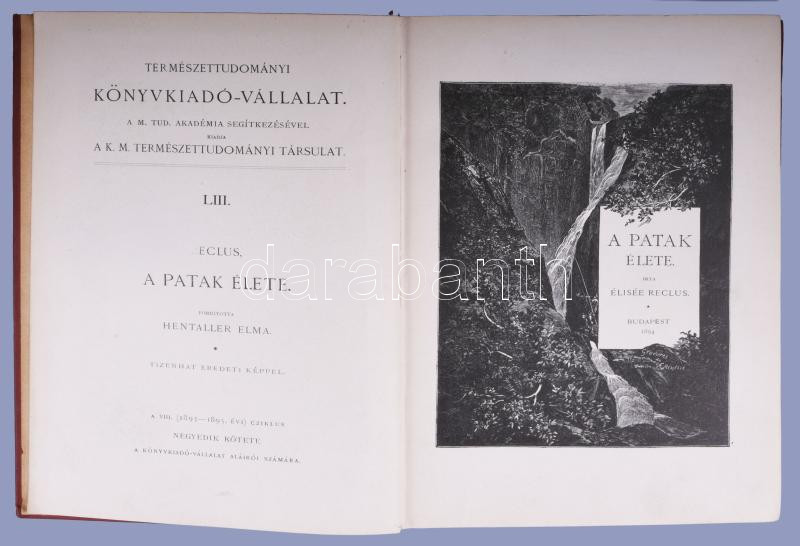 TERMÉSZETTUDOMÁNYI
KÖNYVKIADÓ-VÁLLALAT.
A M. TUD. AKADÉMIA SEGÍTKEZÉSÉVEL
KIADJA
A K. M. TERMÉSZETTUDOMÁNYI TÁRSULAT.
LIII.
ECLUS,
A PATAK ÉLETE.
FORDÍTOTTA
HENTALLER ELMA.
TIZENHAT EREDETI KÉPPEL.
A VIII. (1893—1895. ÉVI) CZIKLUS
NEGYEDIK KÖTETE
A KÖNYVKIADÓ-VÁLLALAT ALÁIRÓI SZÁMÁRA.
A PATAK
ÉLETE.
IRTA
ÉLISÉE RECLUS.
BUDAPEST
1894
darabanth